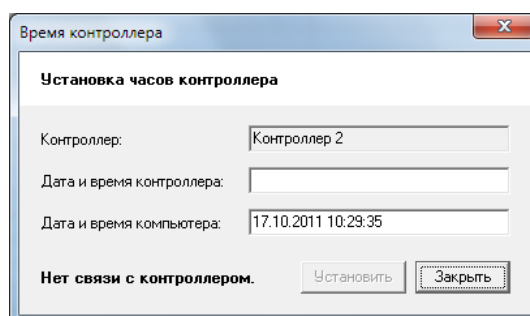 Время контроллера
Установка часов контроллера
Контроллер: Контроллер 2
Дата и время контроллера:
Дата и время компьютера: 17.10.2011 10:29:35
Нет связи с контроллером. Установить Закрыть